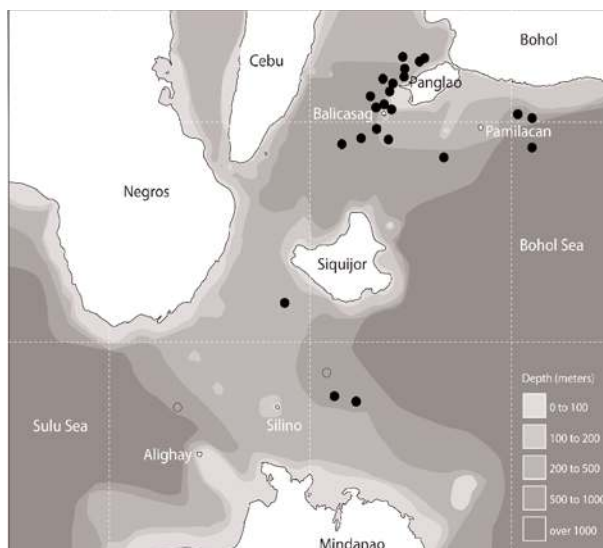 Bohol
Cebu
Panglao
Balicasag
Pamilacan
Negros
Siquijor
Bohol Sea
Depth (meters)
0 to 100
100 to 200
200 to 500
500 to 1000
over 1000
Sulu Sea
Silino
Alighay
Mindanao